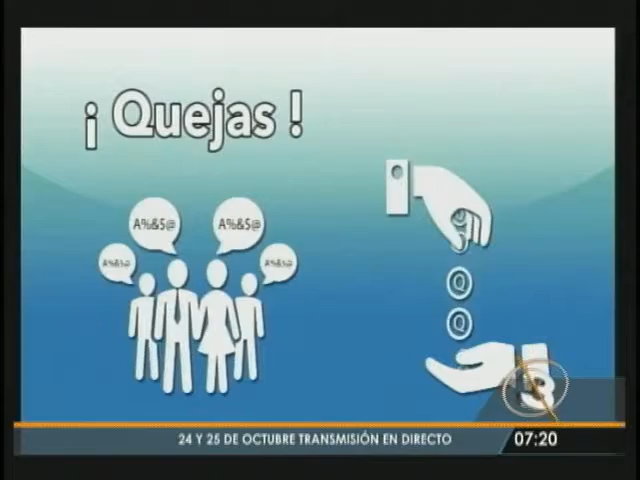 ¡ Quejas !
A%&$@
A%&$@
A%&$@
A%&$@
Q
Q
Q
24 Y 25 DE OCTUBRE TRANSMISIÓN EN DIRECTO
07:20